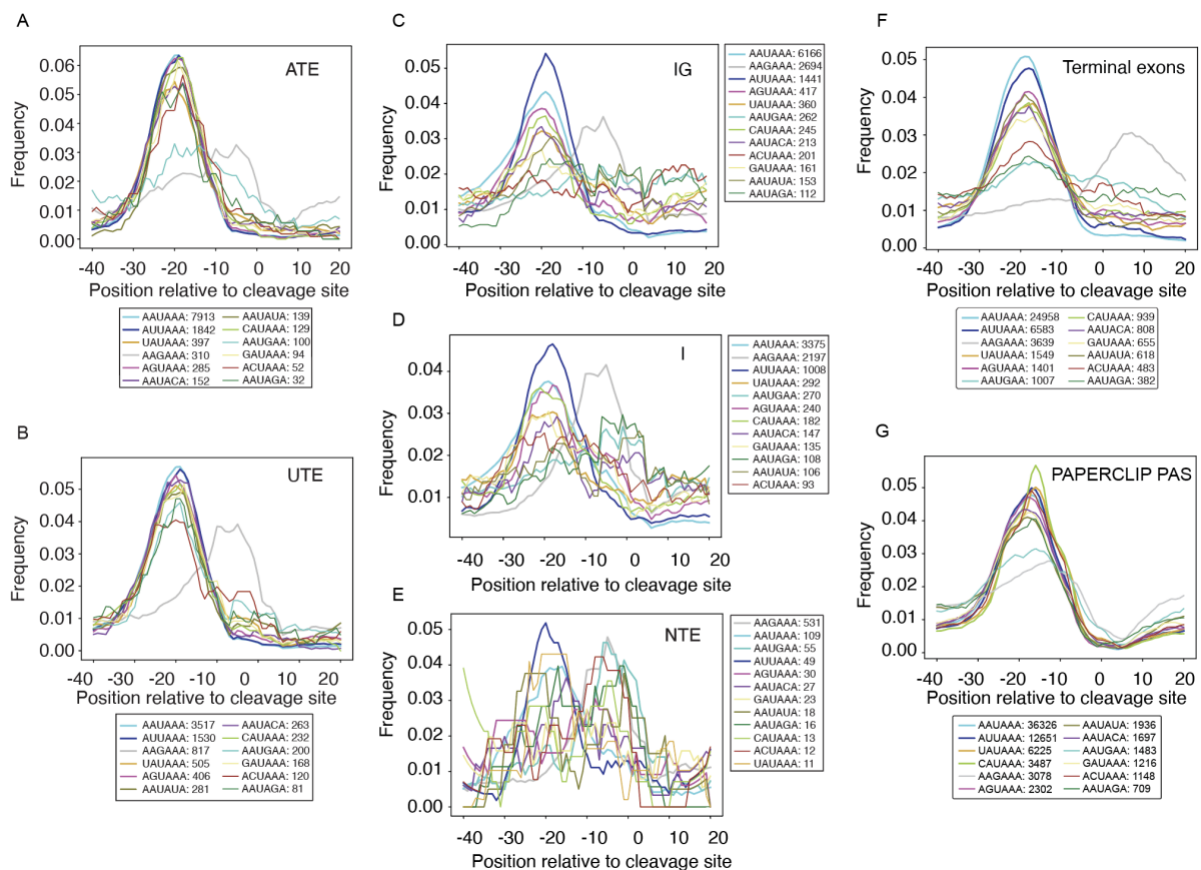 A
ATE
Frequency
0.06
0.05
0.04
0.03
0.02
0.01
0.00
-40 -30 -20 -10 0 10 20
Position relative to cleavage site
AAUAAA: 7913 AAUAUA: 139
AUUAAA: 1842 CAUAAA: 129
UAUAAA: 397 AAUGAA: 100
AAGAAA: 310 GAUAAA: 94
AGUAAA: 285 ACUAAA: 52
AAUACA: 152 AAUAGA: 32
B
UTE
Frequency
0.05
0.04
0.03
0.02
0.01
0.00
-40 -30 -20 -10 0 10 20
Position relative to cleavage site
AAUAAA: 3517 AAUACA: 263
AUUAAA: 1530 CAUAAA: 232
AAGAAA: 817 AAUGAA: 200
UAUAAA: 505 GAUAAA: 168
AGUAAA: 406 ACUAAA: 120
AAUAUA: 281 AAUAGA: 81
C
IG
Frequency
0.05
0.04
0.03
0.02
0.01
0.00
-40 -30 -20 -10 0 10 20
Position relative to cleavage site
AAUAAA: 6166
AAGAAA: 2694
AUUAAA: 1441
AGUAAA: 417
UAUAAA: 360
AAUGAA: 262
CAUAAA: 245
AAUACA: 213
ACUAAA: 201
GAUAAA: 161
AAUAUA: 153
AAUAGA: 112
D
I
Frequency
0.04
0.03
0.02
0.01
-40 -30 -20 -10 0 10 20
Position relative to cleavage site
AAUAAA: 3375
AAGAAA: 2197
AUUAAA: 1008
UAUAAA: 292
AAUGAA: 270
AGUAAA: 240
CAUAAA: 182
AAUACA: 147
GAUAAA: 135
AAUAGA: 108
AAUAUA: 106
ACUAAA: 93
E
NTE
Frequency
0.05
0.04
0.03
0.02
0.01
0.00
-40 -30 -20 -10 0 10 20
Position relative to cleavage site
AAGAAA: 531
AAUAAA: 109
AAUGAA: 55
AUUAAA: 49
AGUAAA: 30
AAUACA: 27
GAUAAA: 23
AAUAUA: 18
AAUAGA: 16
CAUAAA: 13
ACUAAA: 12
UAUAAA: 11
F
Terminal exons
Frequency
0.05
0.04
0.03
0.02
0.01
0.00
-40 -30 -20 -10 0 10 20
Position relative to cleavage site
AAUAAA: 24958 CAUAAA: 939
AUUAAA: 6583 AAUACA: 808
AAGAAA: 3639 GAUAAA: 655
UAUAAA: 1549 AAUAUA: 618
AGUAAA: 1401 ACUAAA: 483
AAUGAA: 1007 AAUAGA: 382
G
PAPERCLIP PAS
Frequency
0.05
0.04
0.03
0.02
0.01
0.00
-40 -30 -20 -10 0 10 20
Position relative to cleavage site
AAUAAA: 36326 AAUAUA: 1936
AUUAAA: 12651 AAUACA: 1697
UAUAAA: 6225 AAUGAA: 1483
CAUAAA: 3487 GAUAAA: 1216
AAGAAA: 3078 ACUAAA: 1148
AGUAAA: 2302 AAUAGA: 709